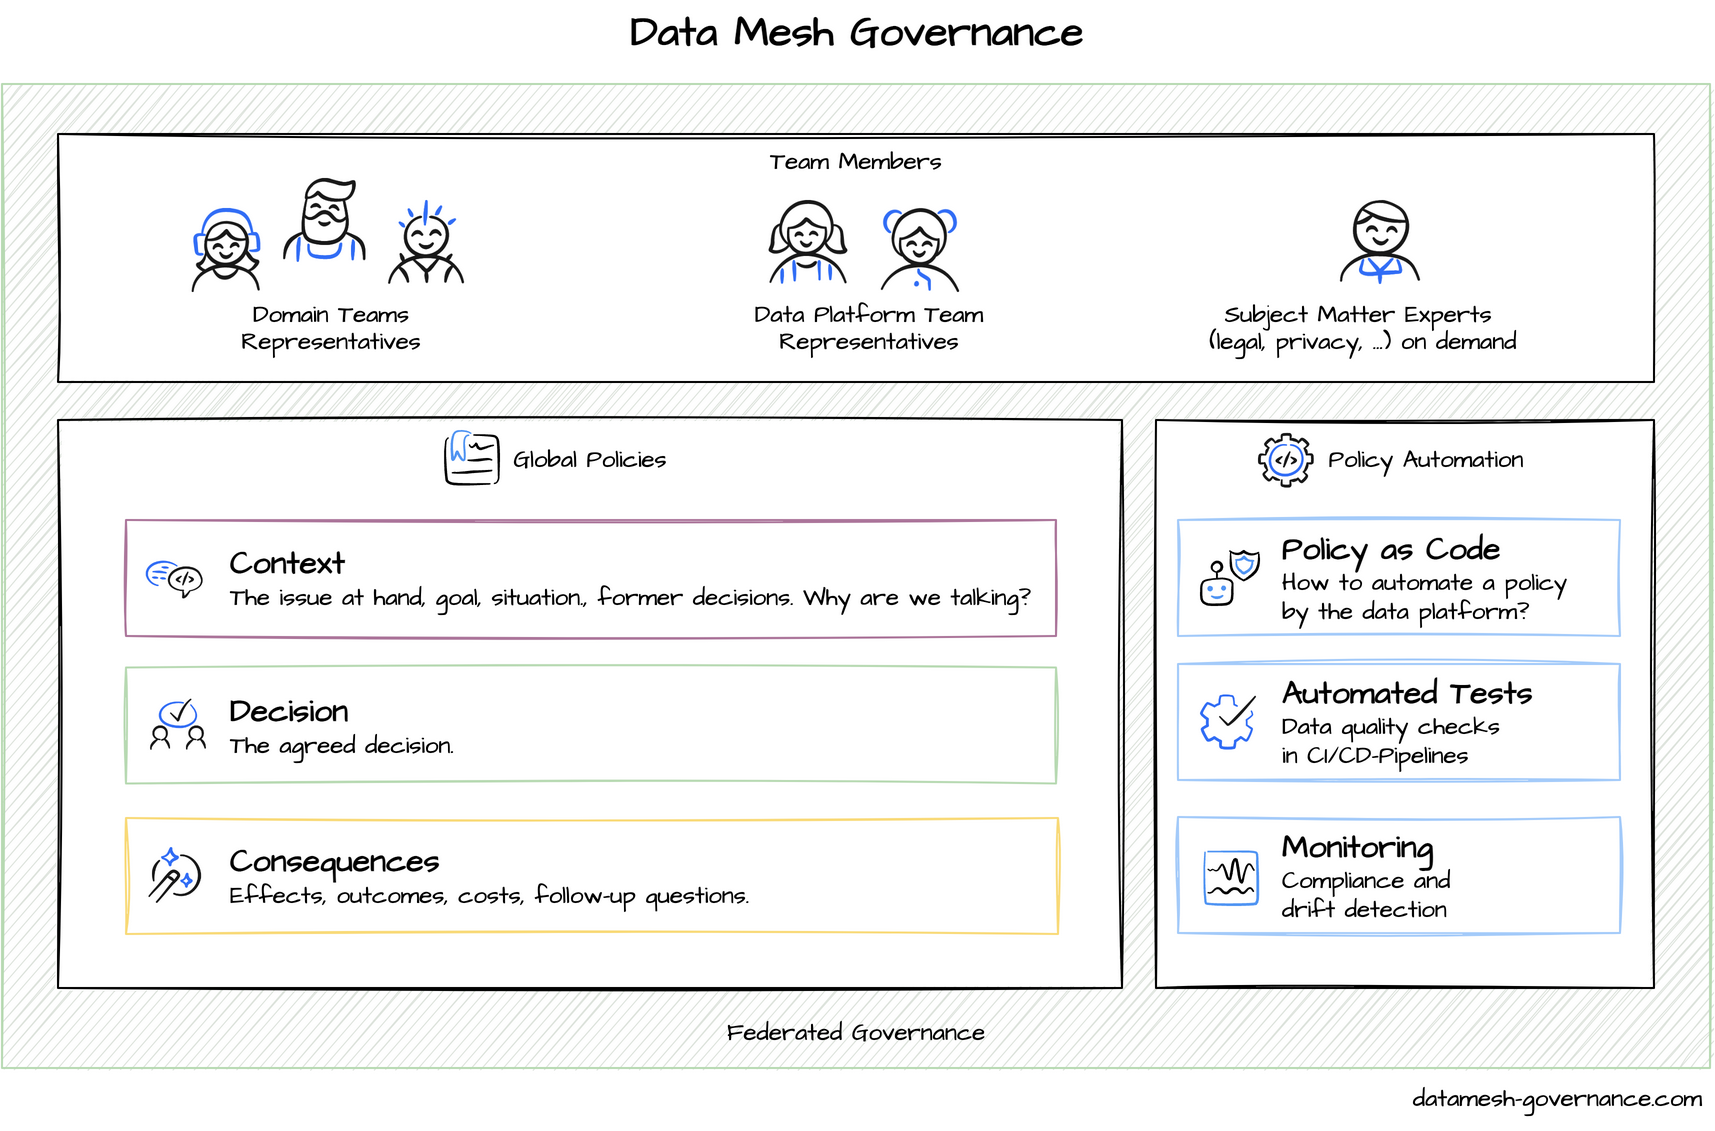 Data Mesh Governance
Team Members
Domain Teams
Representatives
Data Platform Team
Representatives
Subject Matter Experts
(legal, privacy, ...) on demand
Global Policies
Context
The issue at hand, goal, situation., former decisions. Why are we talking?
Decision
The agreed decision.
Consequences
Effects, outcomes, costs, follow-up questions.
Policy Automation
</>
Policy as Code
How to automate a policy
by the data platform?
Automated Tests
Data quality checks
in CI/CD-Pipelines
Monitoring
Compliance and
drift detection
Federated Governance
datamesh-governance.com